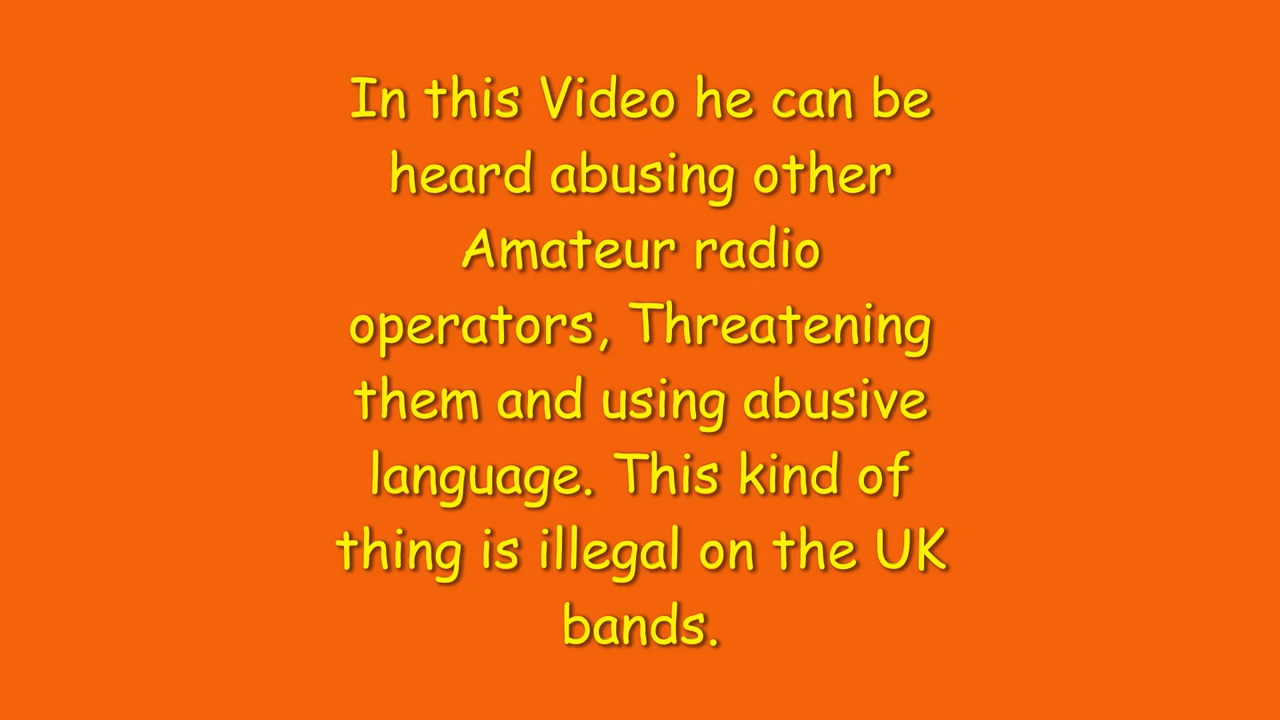 In this Video he can be
heard abusing other
Amateur radio
operators, Threatening
them and using abusive
language. This kind of
thing is illegal on the UK
bands.